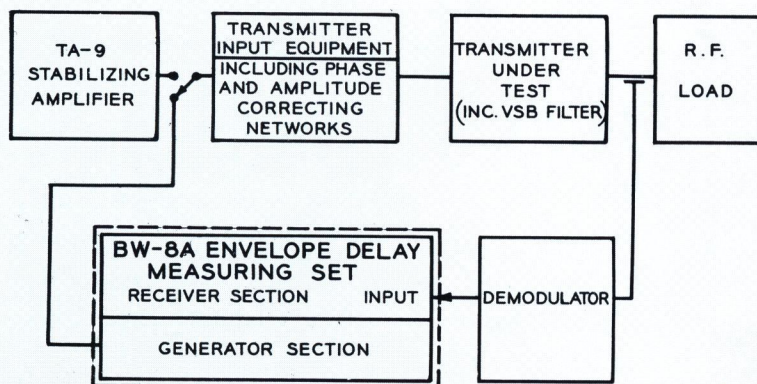 TA-9
STABILIZING
AMPLIFIER
TRANSMITTER
INPUT EQUIPMENT
INCLUDING PHASE
AND AMPLITUDE
CORRECTING
NETWORKS
TRANSMITTER
UNDER
TEST
(INC. VSB FILTER)
R.F.
LOAD
BW-8A ENVELOPE DELAY
MEASURING SET
RECEIVER SECTION INPUT
GENERATOR SECTION
DEMODULATOR